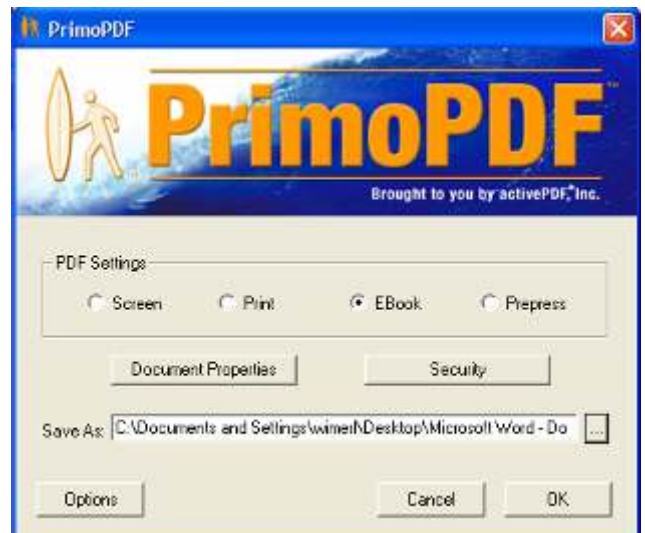 PrimoPDF
PrimoPDF™
Brought to you by activePDF,® Inc.
PDF Settings
Screen Print EBook Prepress
Document Properties Security
Save As: C:\Documents and Settings\wimerl\Desktop\Microsoft Word - Do ...
Options Cancel OK